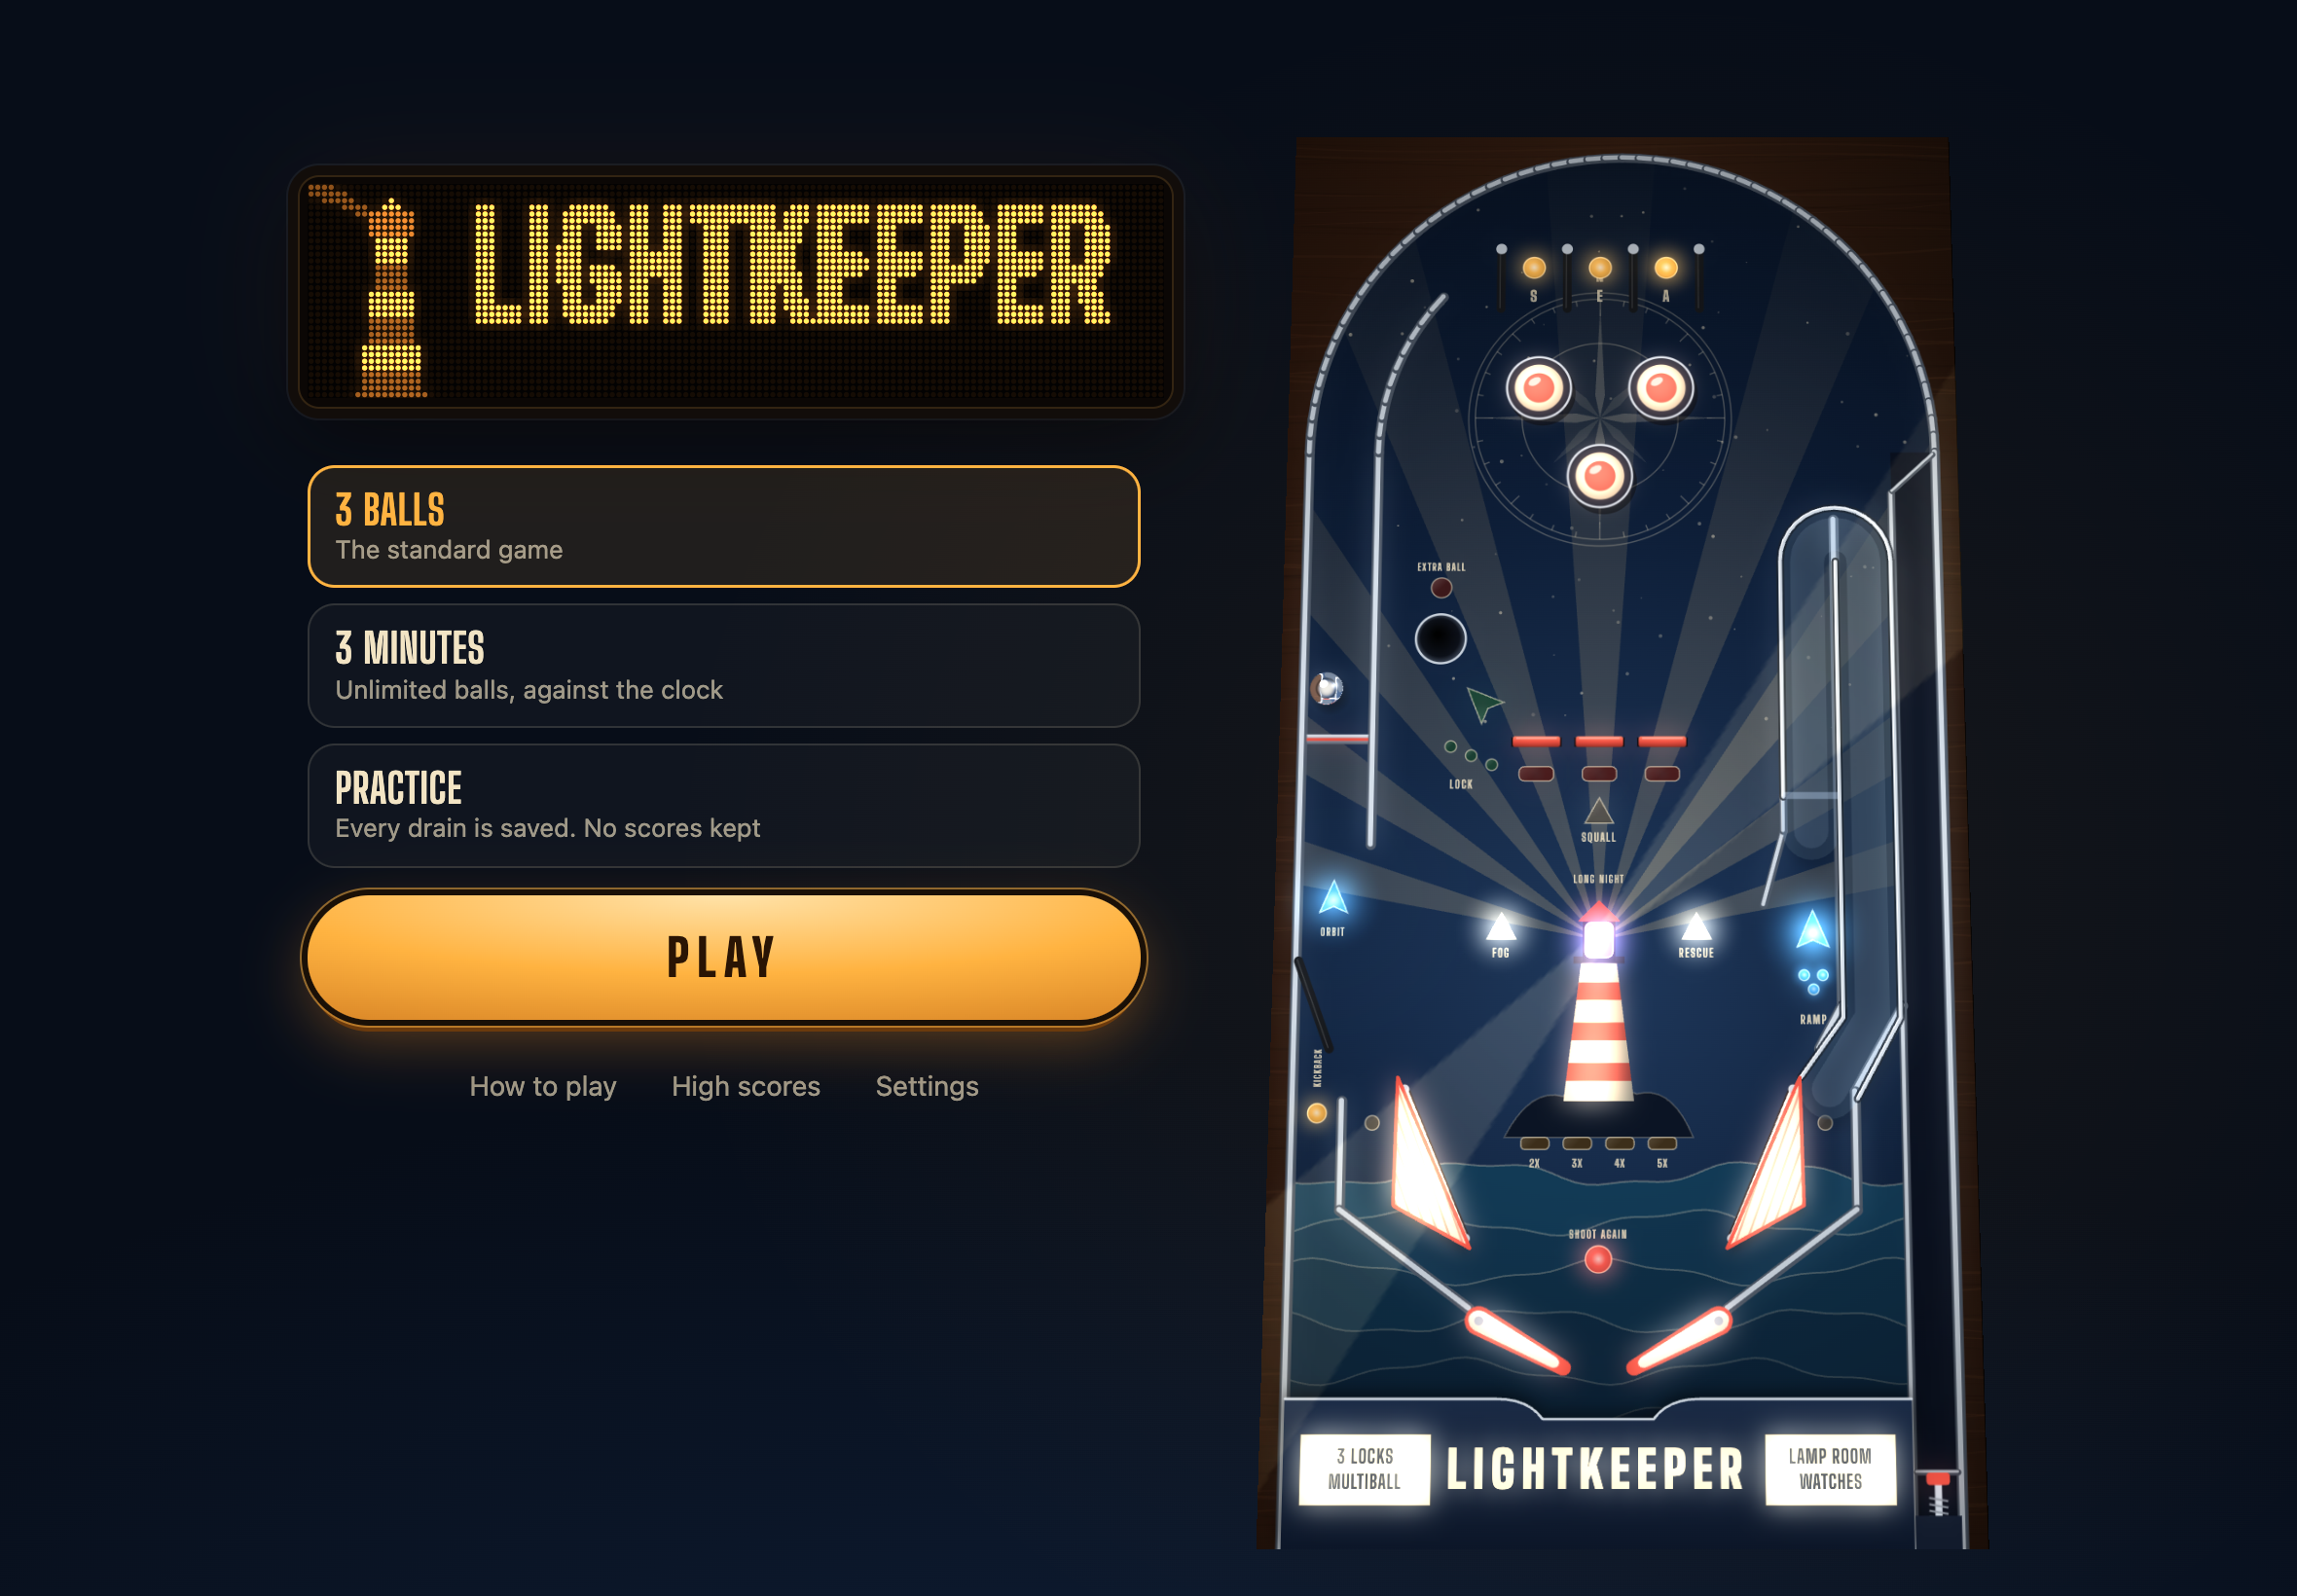 LIGHTKEEPER
3 BALLS
The standard game
3 MINUTES
Unlimited balls, against the clock
PRACTICE
Every drain is saved. No scores kept
PLAY
How to play
High scores
Settings
S E A
EXTRA BALL
LOCK
SQUALL
LONG NIGHT
ORBIT
FOG
RESCUE
RAMP
KICKBACK
2X 3X 4X 5X
SHOOT AGAIN
3 LOCKS
MULTIBALL
LIGHTKEEPER
LAMP ROOM
WATCHES